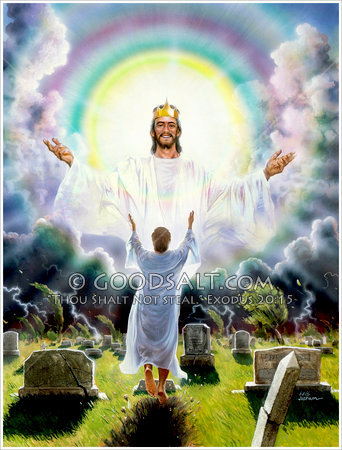 © GOODSALT.COM
"THOU SHALT NOT STEAL." EXODUS 20:15